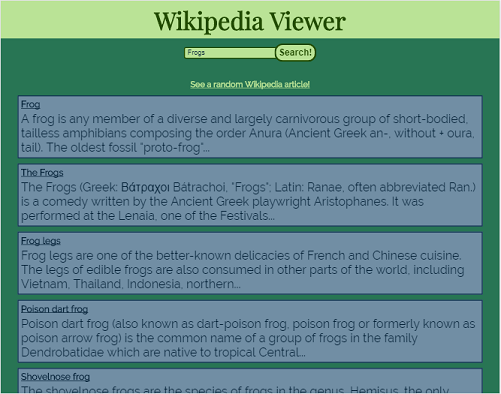 Wikipedia Viewer
Frogs
Search!
See a random Wikipedia article!
Frog
A frog is any member of a diverse and largely carnivorous group of short-bodied,
tailless amphibians composing the order Anura (Ancient Greek an-, without + oura,
tail). The oldest fossil "proto-frog"...
The Frogs
The Frogs (Greek: Βάτραχοι Bátrachoi, "Frogs"; Latin: Ranae, often abbreviated Ran.)
is a comedy written by the Ancient Greek playwright Aristophanes. It was
performed at the Lenaia, one of the Festivals...
Frog legs
Frog legs are one of the better-known delicacies of French and Chinese cuisine.
The legs of edible frogs are also consumed in other parts of the world, including
Vietnam, Thailand, Indonesia, northern...
Poison dart frog
Poison dart frog (also known as dart-poison frog, poison frog or formerly known as
poison arrow frog) is the common name of a group of frogs in the family
Dendrobatidae which are native to tropical Central...
Shovelnose frog
The shovelnose frogs are the species of frogs in the genus, Hemisus, the only